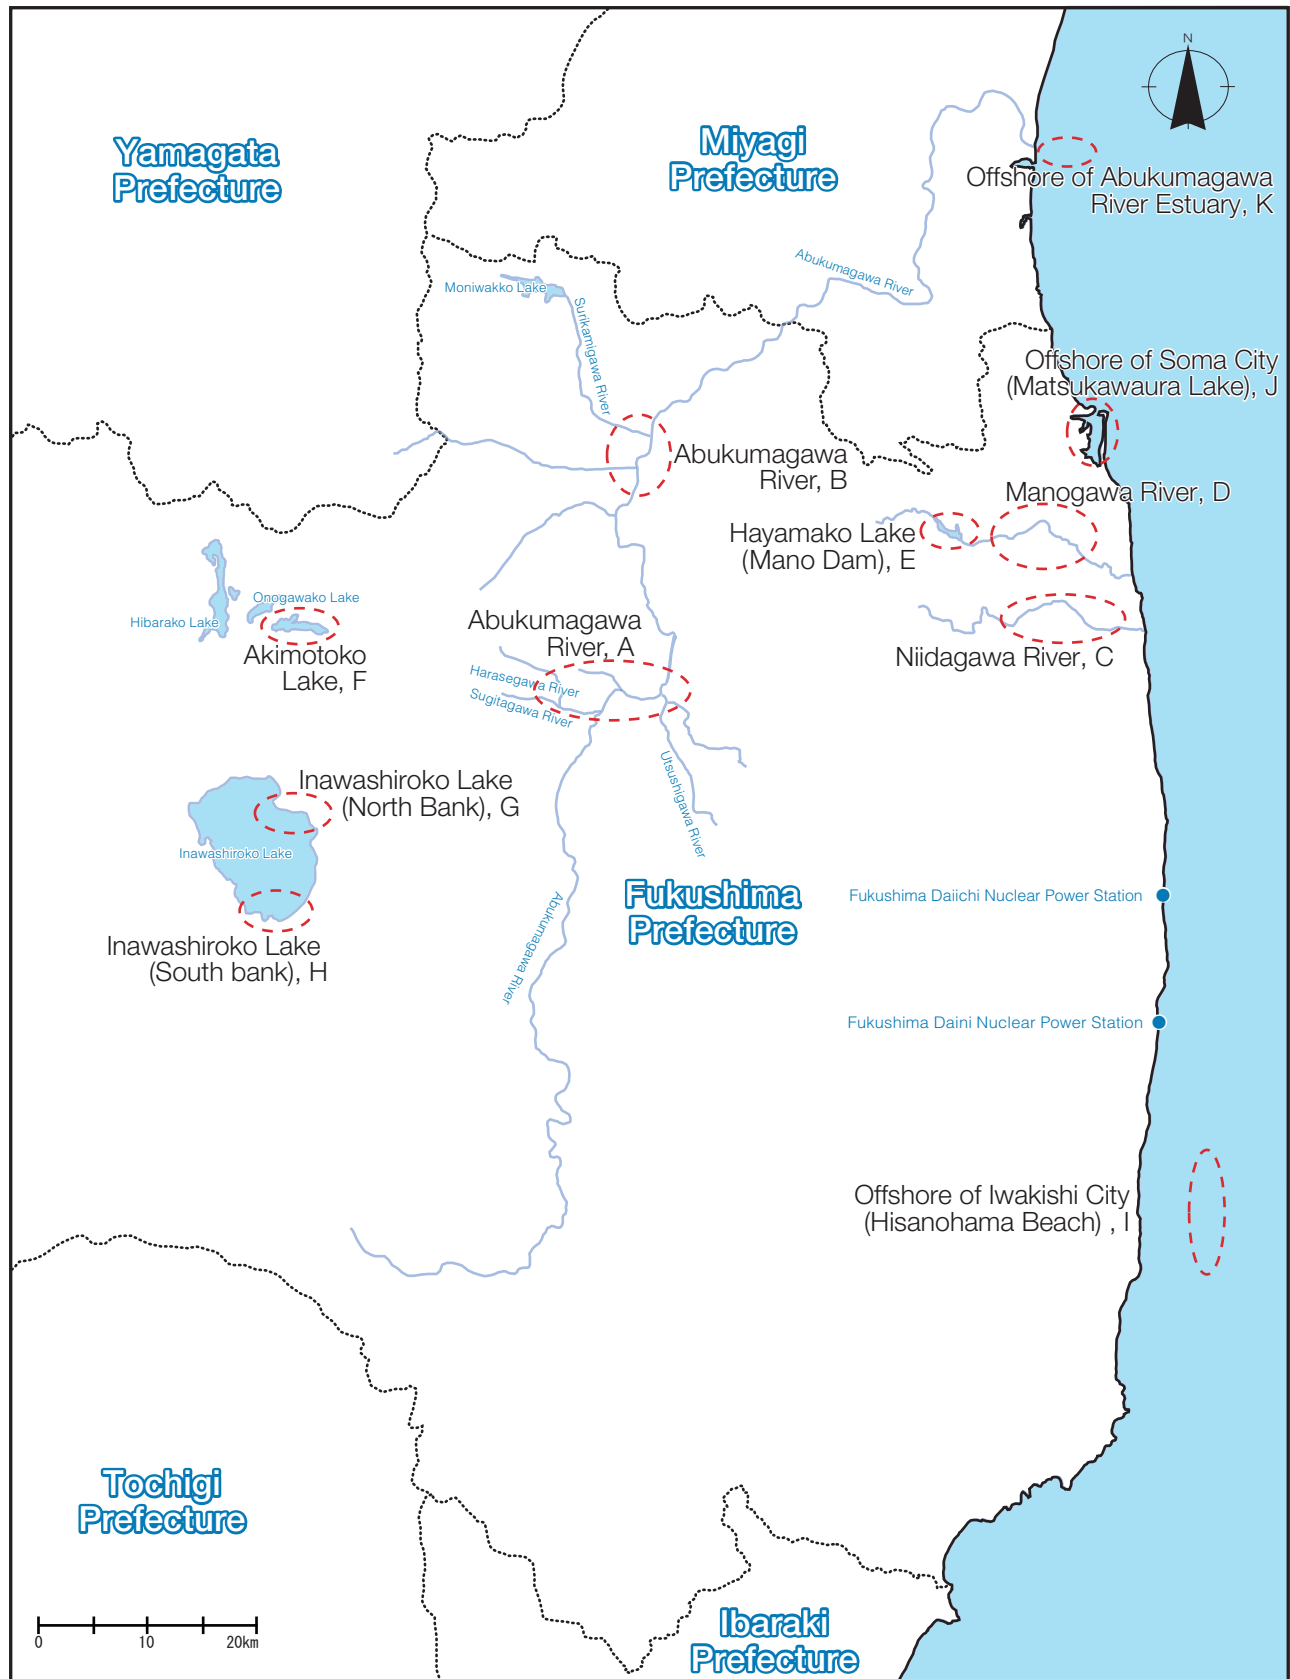 N
Yamagata
Prefecture
Miyagi
Prefecture
Offshore of Abukumagawa
River Estuary, K
Abukumagawa River
Moniwakko Lake
Surikamigawa River
Offshore of Soma City
(Matsukawaura Lake), J
Abukumagawa
River, B
Manogawa River, D
Hayamako Lake
(Mano Dam), E
Onogawako Lake
Hibarako Lake
Akimotoko
Lake, F
Abukumagawa
River, A
Harasegawa River
Sugitagawa River
Niidagawa River, C
Utsushigawa River
Inawashiroko Lake
(North Bank), G
Inawashiroko Lake
Fukushima
Prefecture
Fukushima Daiichi Nuclear Power Station
Abukumagawa River
Inawashiroko Lake
(South bank), H
Fukushima Daini Nuclear Power Station
Offshore of Iwakishi City
(Hisanohama Beach) , I
Tochigi
Prefecture
Ibaraki
Prefecture
0 10 20km